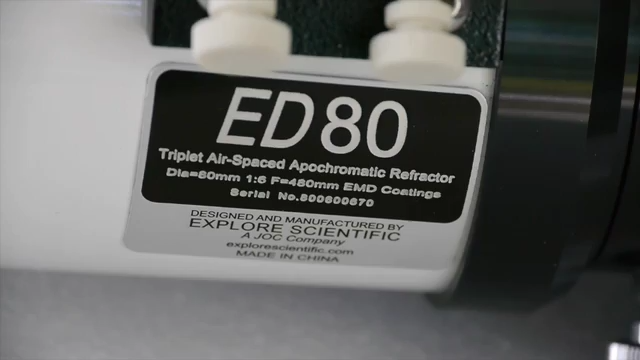 ED80
Triplet Air-Spaced Apochromatic Refractor
Dia=80mm 1:6 F=480mm EMD Coatings
Serial No.800600670
DESIGNED AND MANUFACTURED BY
EXPLORE SCIENTIFIC
A JOC Company
explorescientific.com
MADE IN CHINA